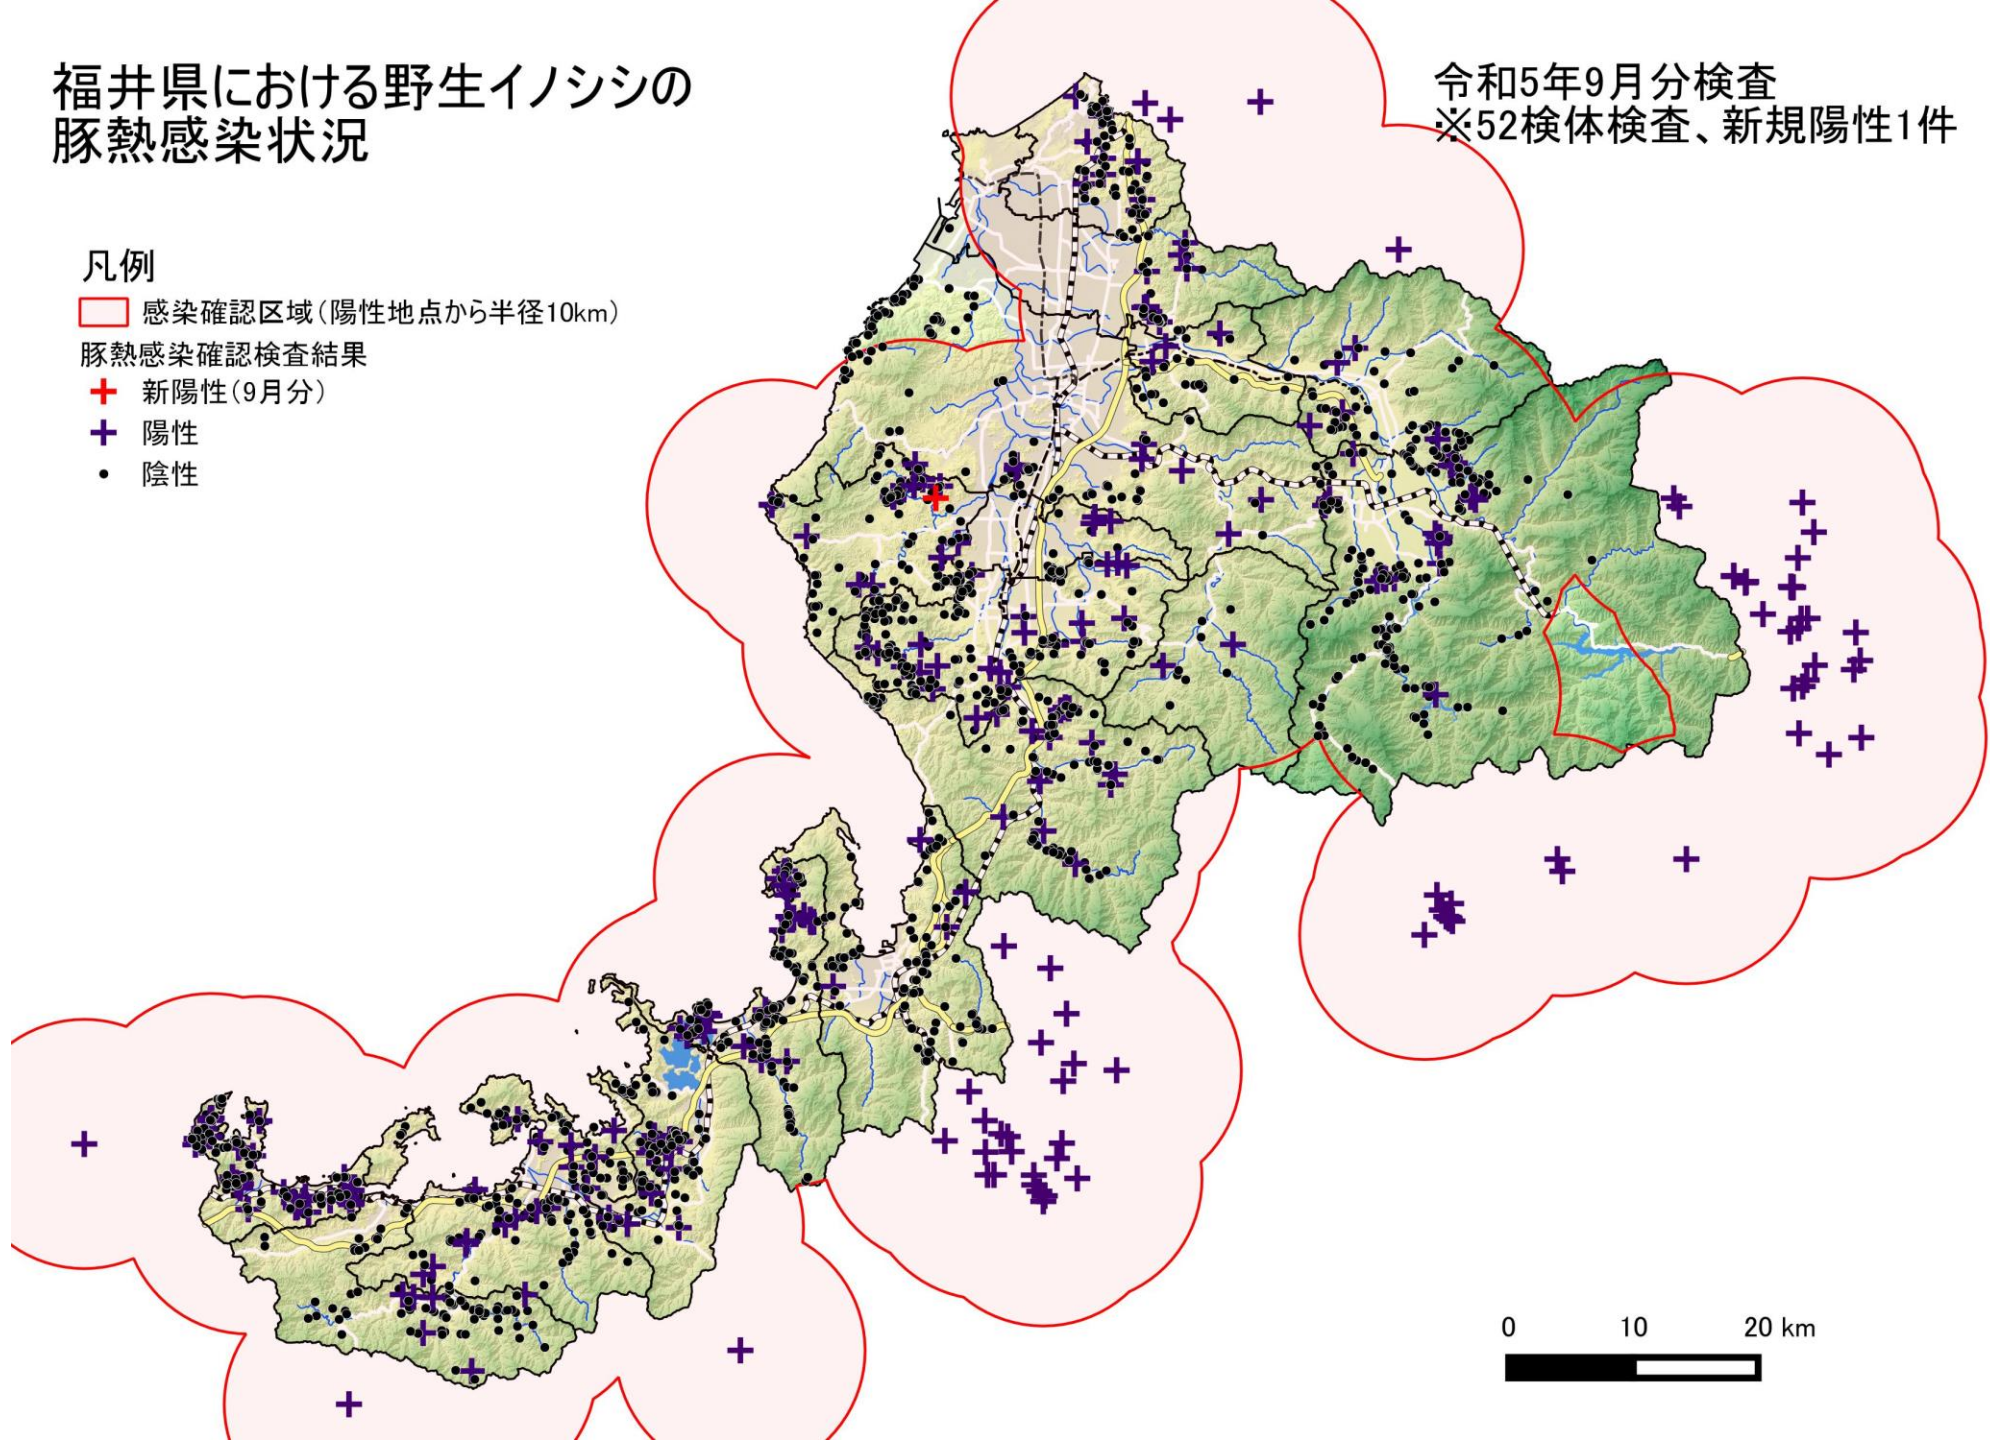 福井県における野生イノシシの
豚熱感染状況
令和5年9月分検査
※52検体検査、新規陽性1件
凡例
感染確認区域(陽性地点から半径10km)
豚熱感染確認検査結果
新陽性(9月分)
陽性
陰性
0 10 20 km